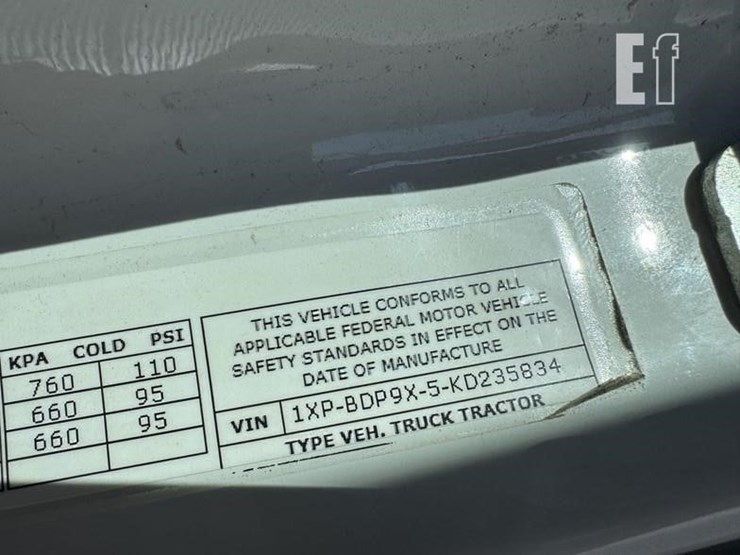 Ef
KPA COLD PSI
760 110
660 95
660 95
THIS VEHICLE CONFORMS TO ALL
APPLICABLE FEDERAL MOTOR VEHICLE
SAFETY STANDARDS IN EFFECT ON THE
DATE OF MANUFACTURE
VIN 1XP-BDP9X-5-KD235834
TYPE VEH. TRUCK TRACTOR